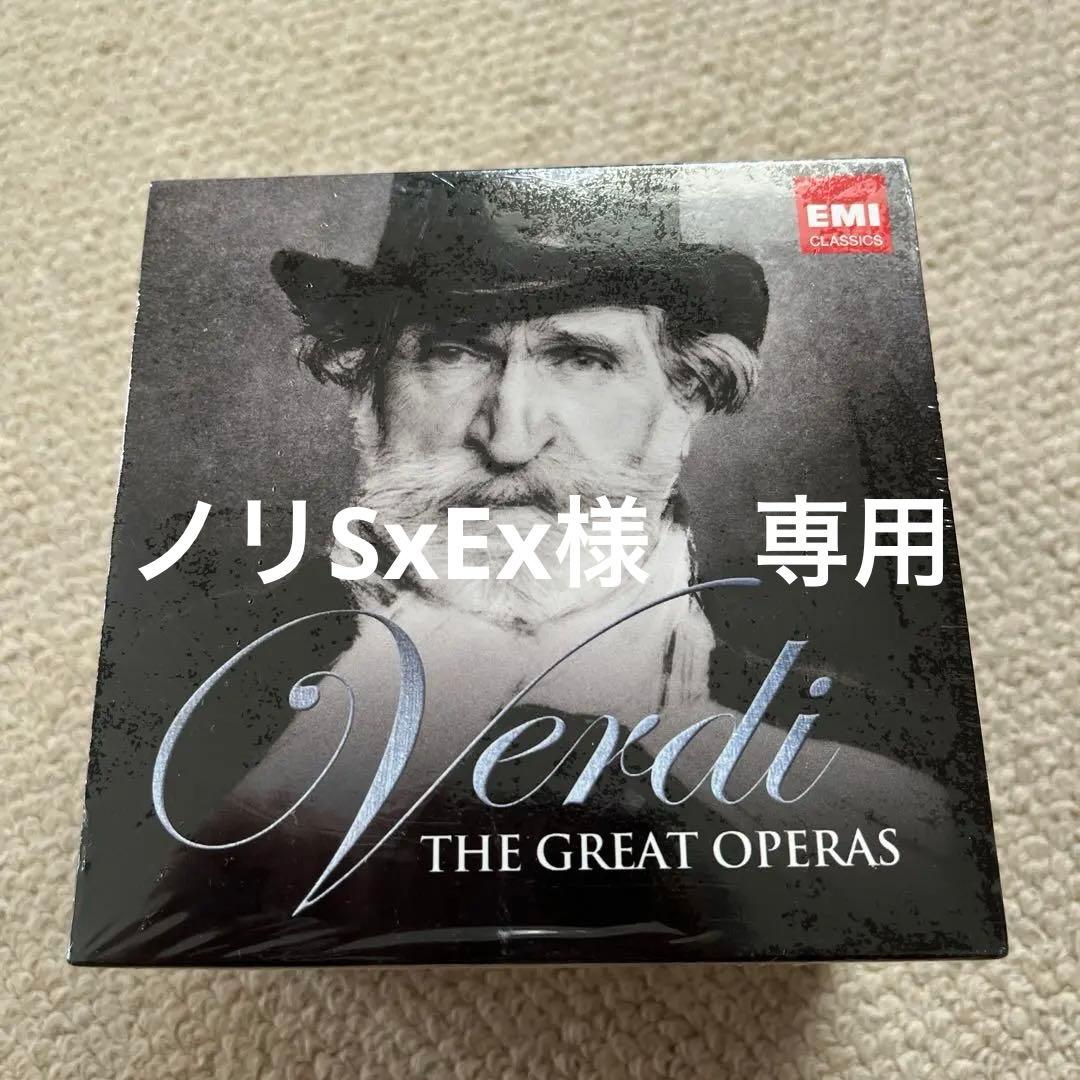 EMI
CLASSICS
ノリSxEx様　専用
Verdi
THE GREAT OPERAS